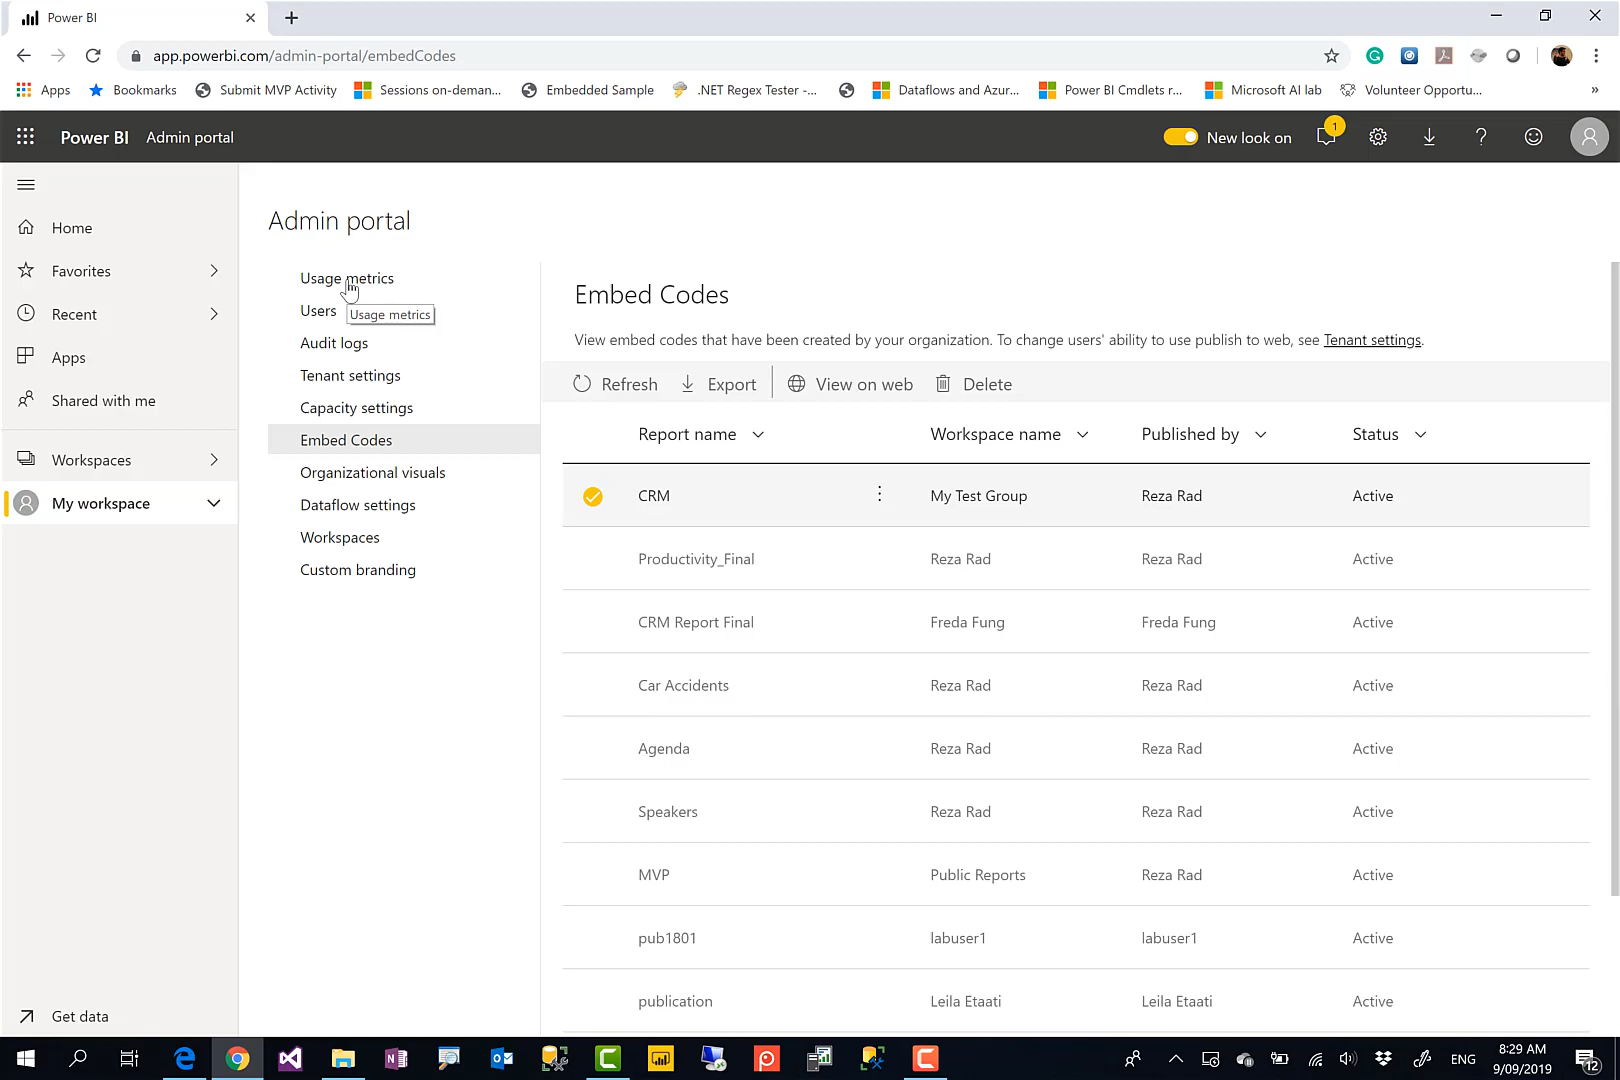 Power BI
app.powerbi.com/admin-portal/embedCodes
Apps
Bookmarks
Submit MVP Activity
Sessions on-deman...
Embedded Sample
.NET Regex Tester -...
Dataflows and Azur...
Power BI Cmdlets r...
Microsoft AI lab
Volunteer Opportu...
»
Power BI Admin portal
New look on
1
?
Home
Favorites
Recent
Apps
Shared with me
Workspaces
My workspace
Get data
Admin portal
Usage metrics
Users
Usage metrics
Audit logs
Tenant settings
Capacity settings
Embed Codes
Organizational visuals
Dataflow settings
Workspaces
Custom branding
Embed Codes
View embed codes that have been created by your organization. To change users' ability to use publish to web, see Tenant settings.
Refresh Export View on web Delete
Report name Workspace name Published by Status
CRM My Test Group Reza Rad Active
Productivity_Final Reza Rad Reza Rad Active
CRM Report Final Freda Fung Freda Fung Active
Car Accidents Reza Rad Reza Rad Active
Agenda Reza Rad Reza Rad Active
Speakers Reza Rad Reza Rad Active
MVP Public Reports Reza Rad Active
pub1801 labuser1 labuser1 Active
publication Leila Etaati Leila Etaati Active
ENG
8:29 AM
9/09/2019
12